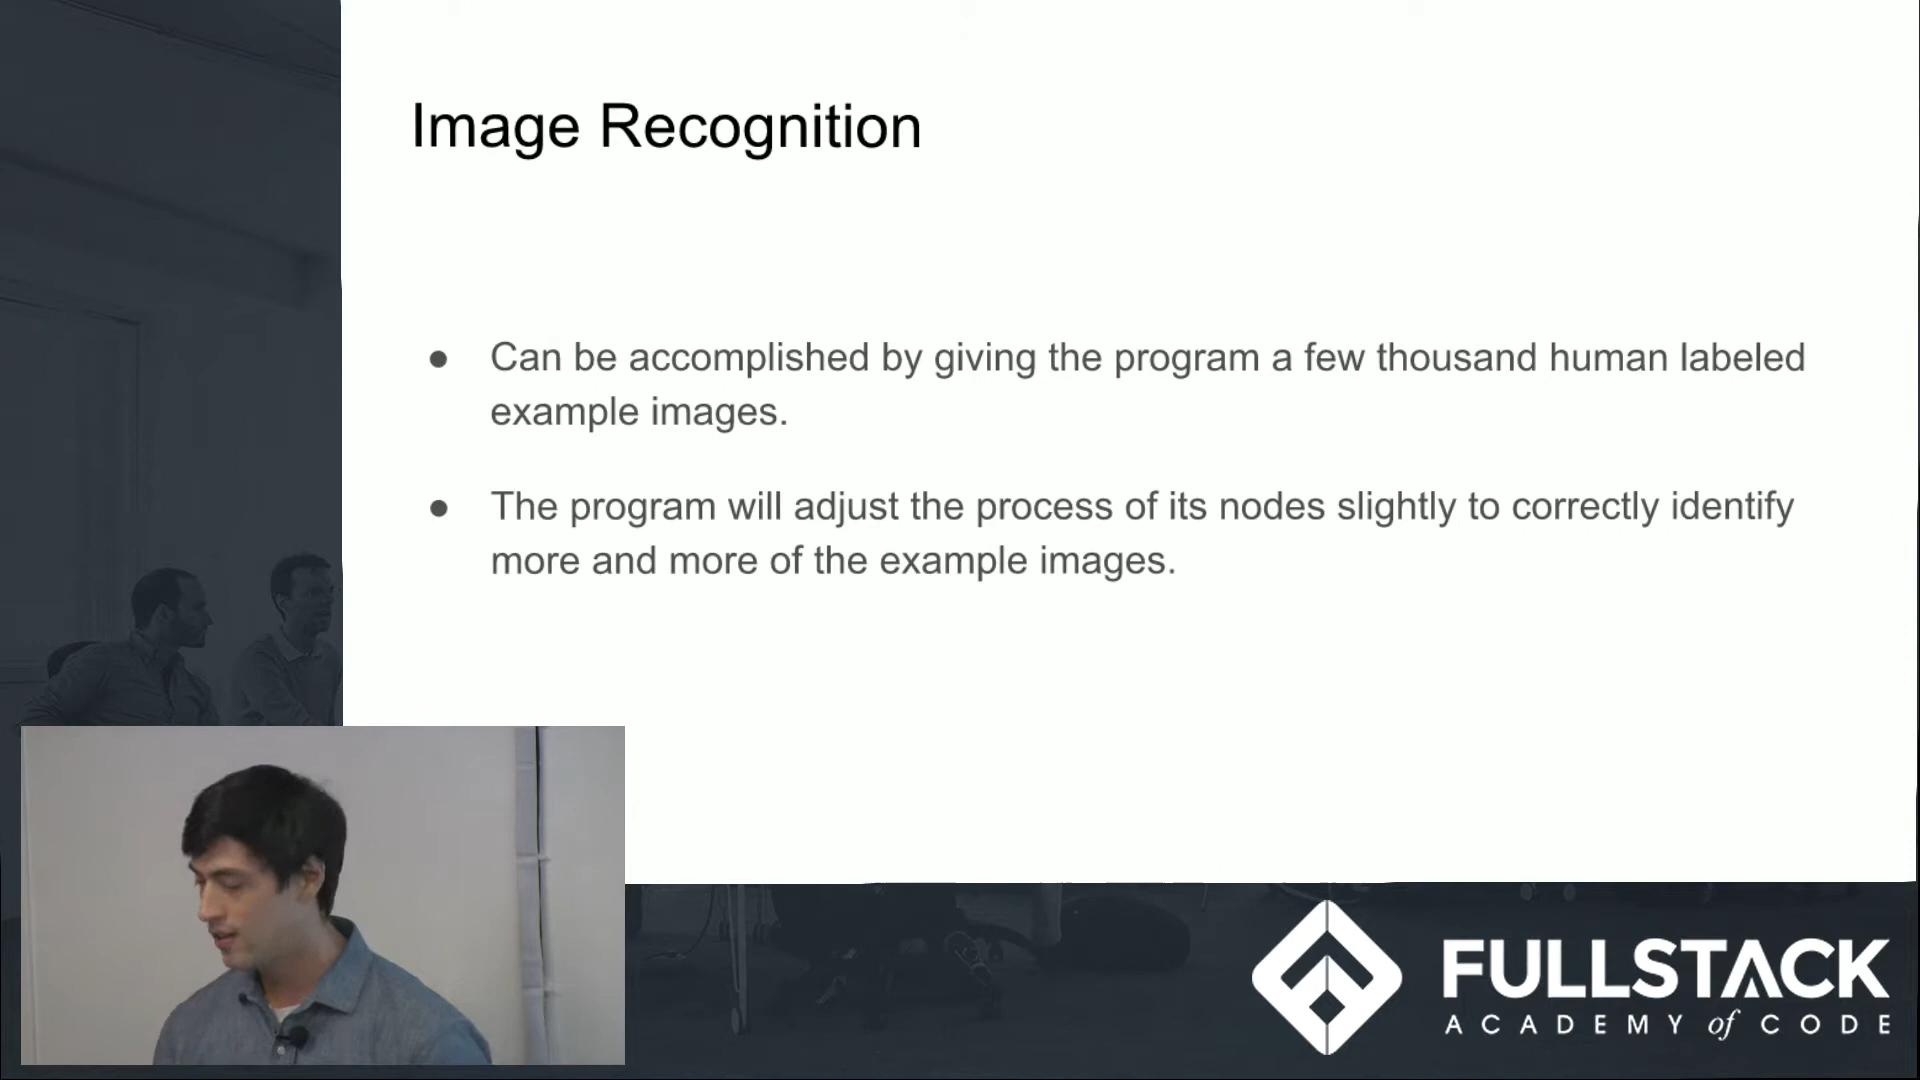 Image Recognition
● Can be accomplished by giving the program a few thousand human labeled
example images.
● The program will adjust the process of its nodes slightly to correctly identify
more and more of the example images.
FULLSTACK
ACADEMY of CODE